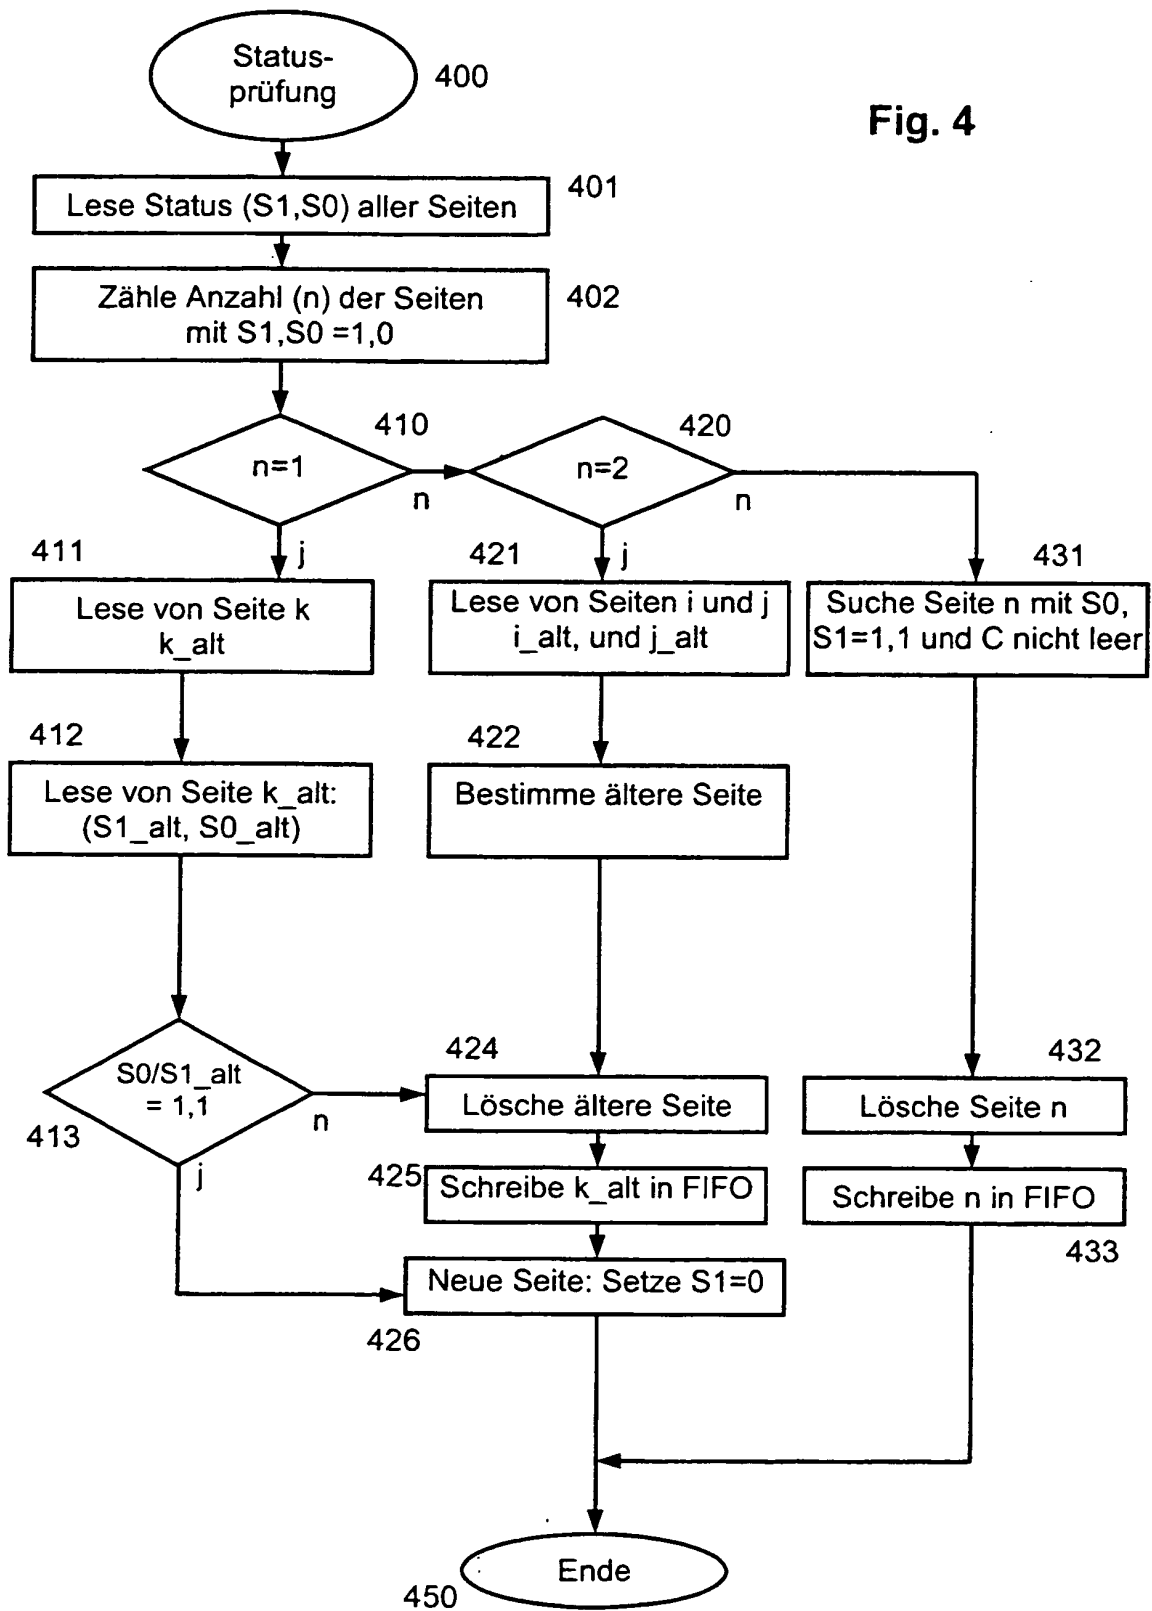 Status-
prüfung
400
Fig. 4
401
Lese Status (S1,S0) aller Seiten
Zähle Anzahl (n) der Seiten
mit S1,S0 =1,0
402
410
n=1
n
j
420
n=2
n
j
411
Lese von Seite k
k_alt
421
Lese von Seiten i und j
i_alt, und j_alt
431
Suche Seite n mit S0,
S1=1,1 und C nicht leer
412
Lese von Seite k_alt:
(S1_alt, S0_alt)
422
Bestimme ältere Seite
S0/S1_alt
= 1,1
413
n
j
424
Lösche ältere Seite
432
Lösche Seite n
425
Schreibe k_alt in FIFO
Schreibe n in FIFO
433
Neue Seite: Setze S1=0
426
Ende
450